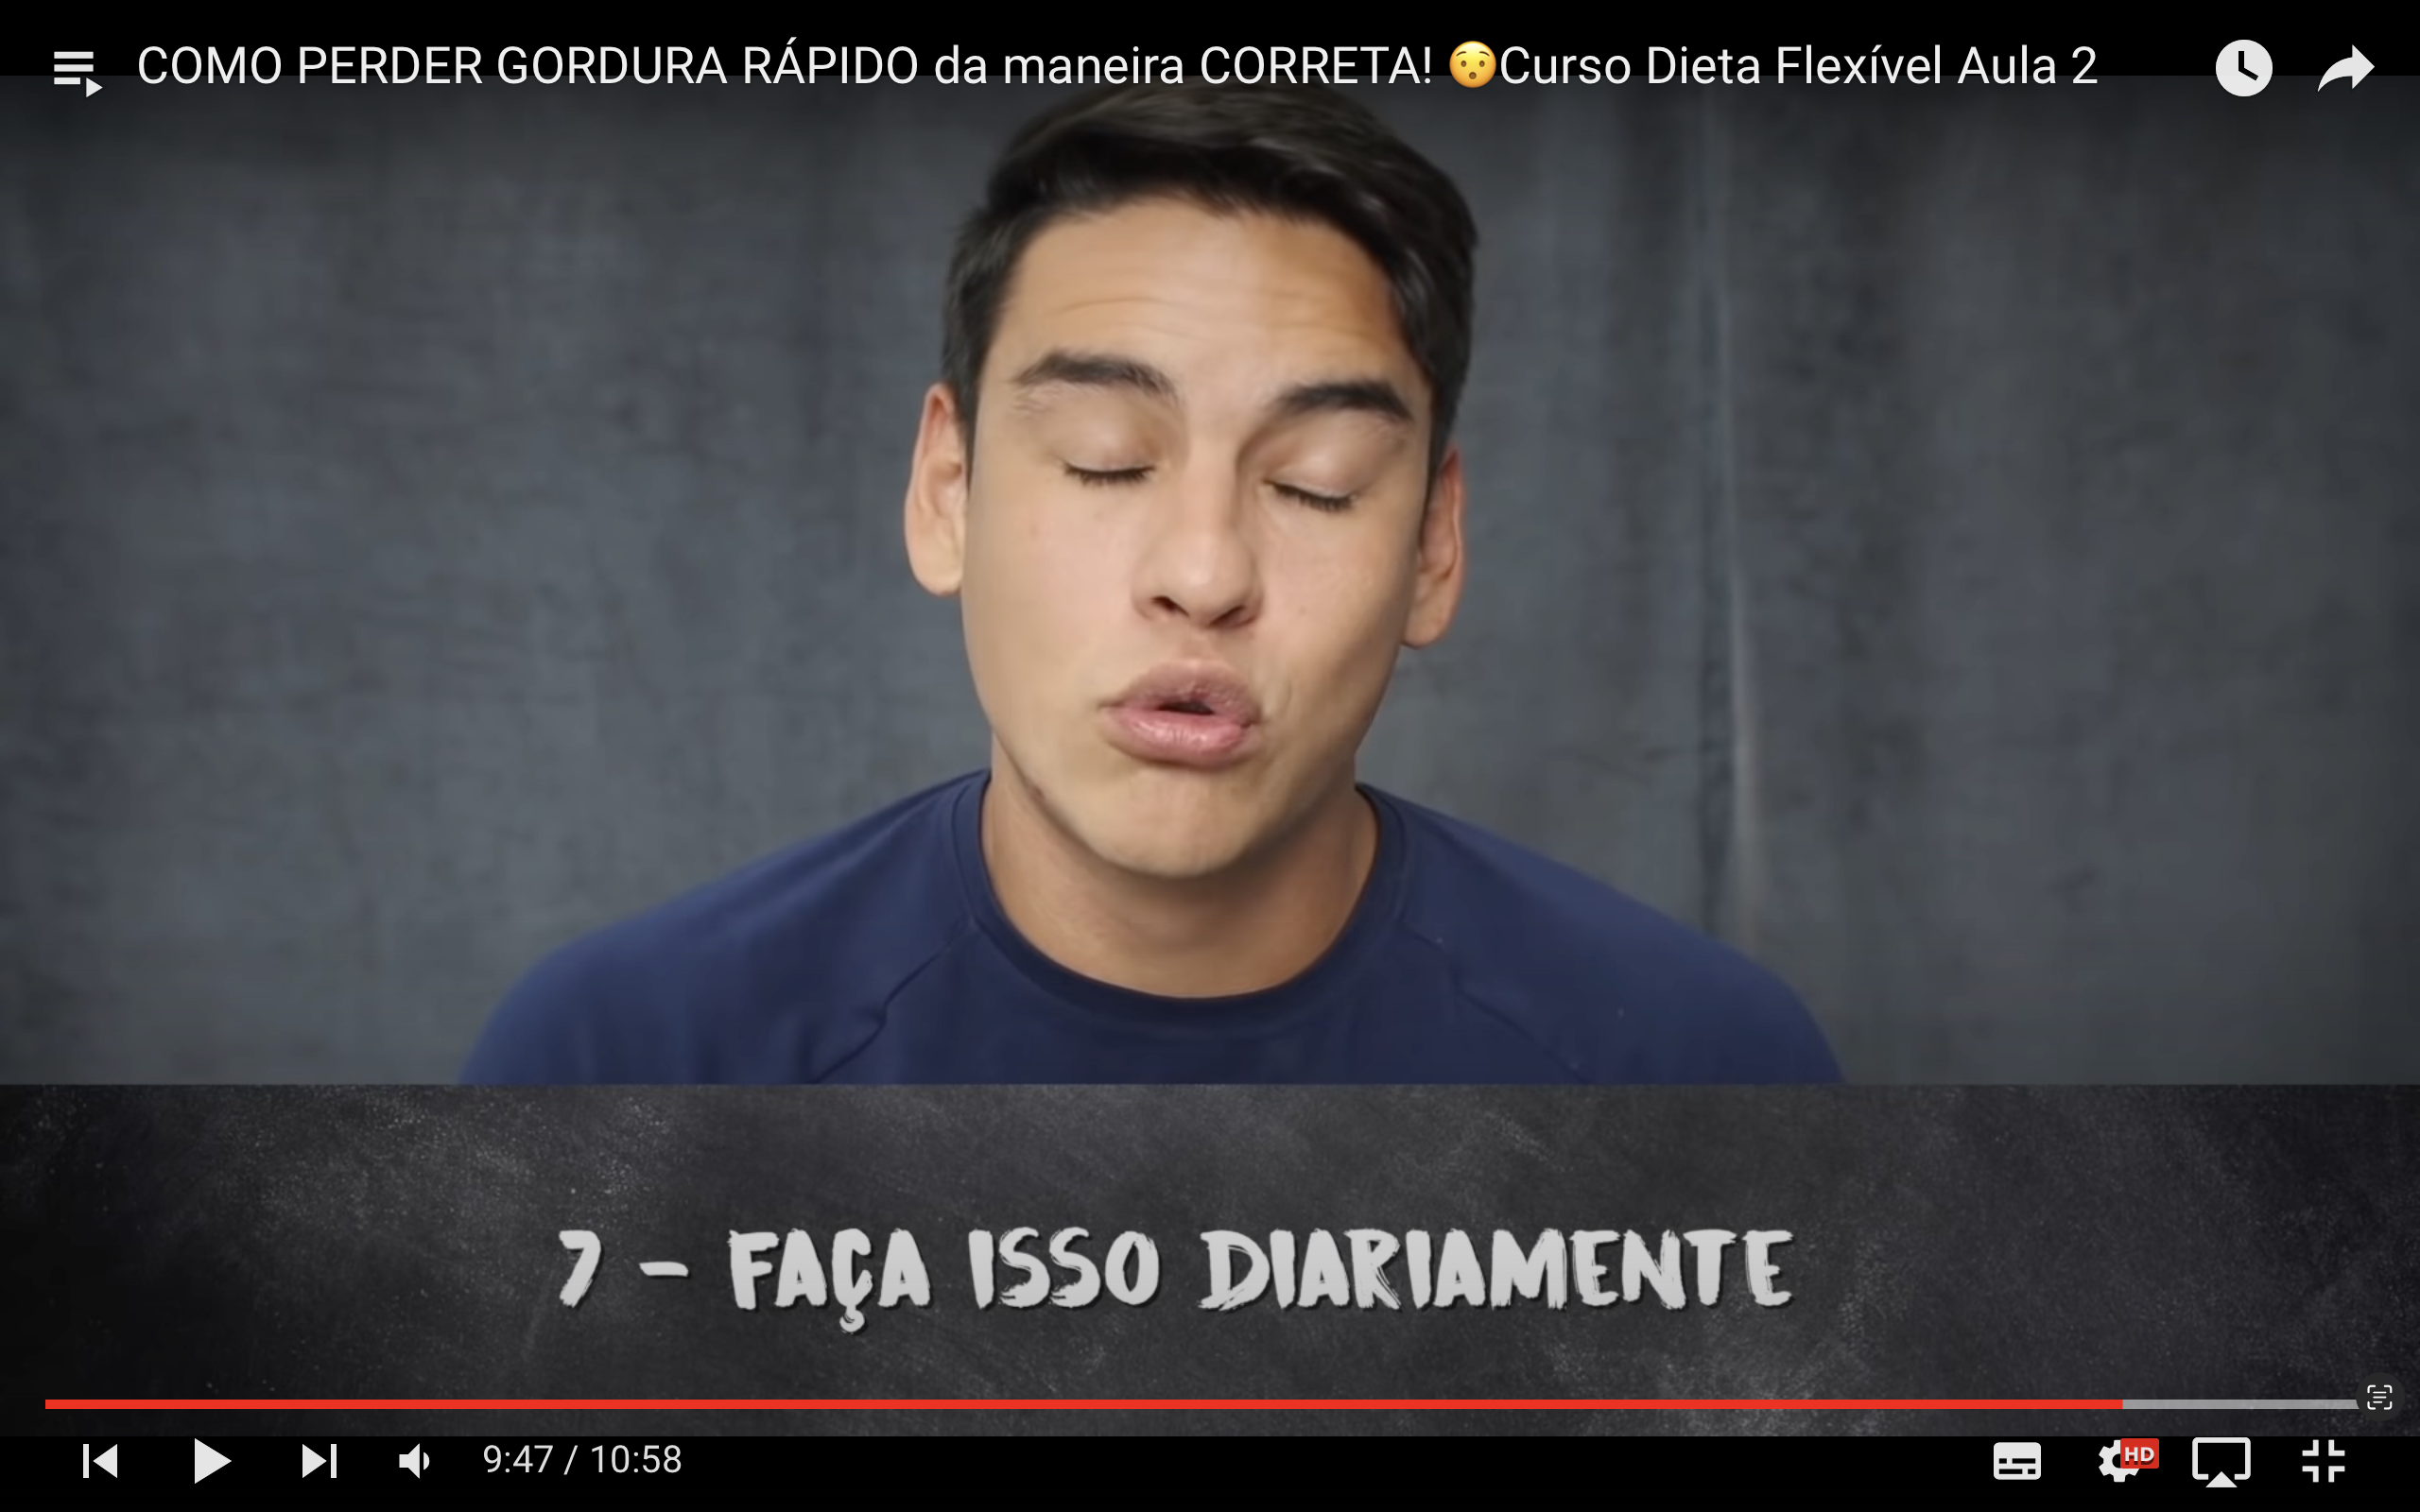 COMO PERDER GORDURA RÁPIDO da maneira CORRETA! 😯Curso Dieta Flexível Aula 2
7 - FAÇA ISSO DIARIAMENTE
9:47 / 10:58
HD